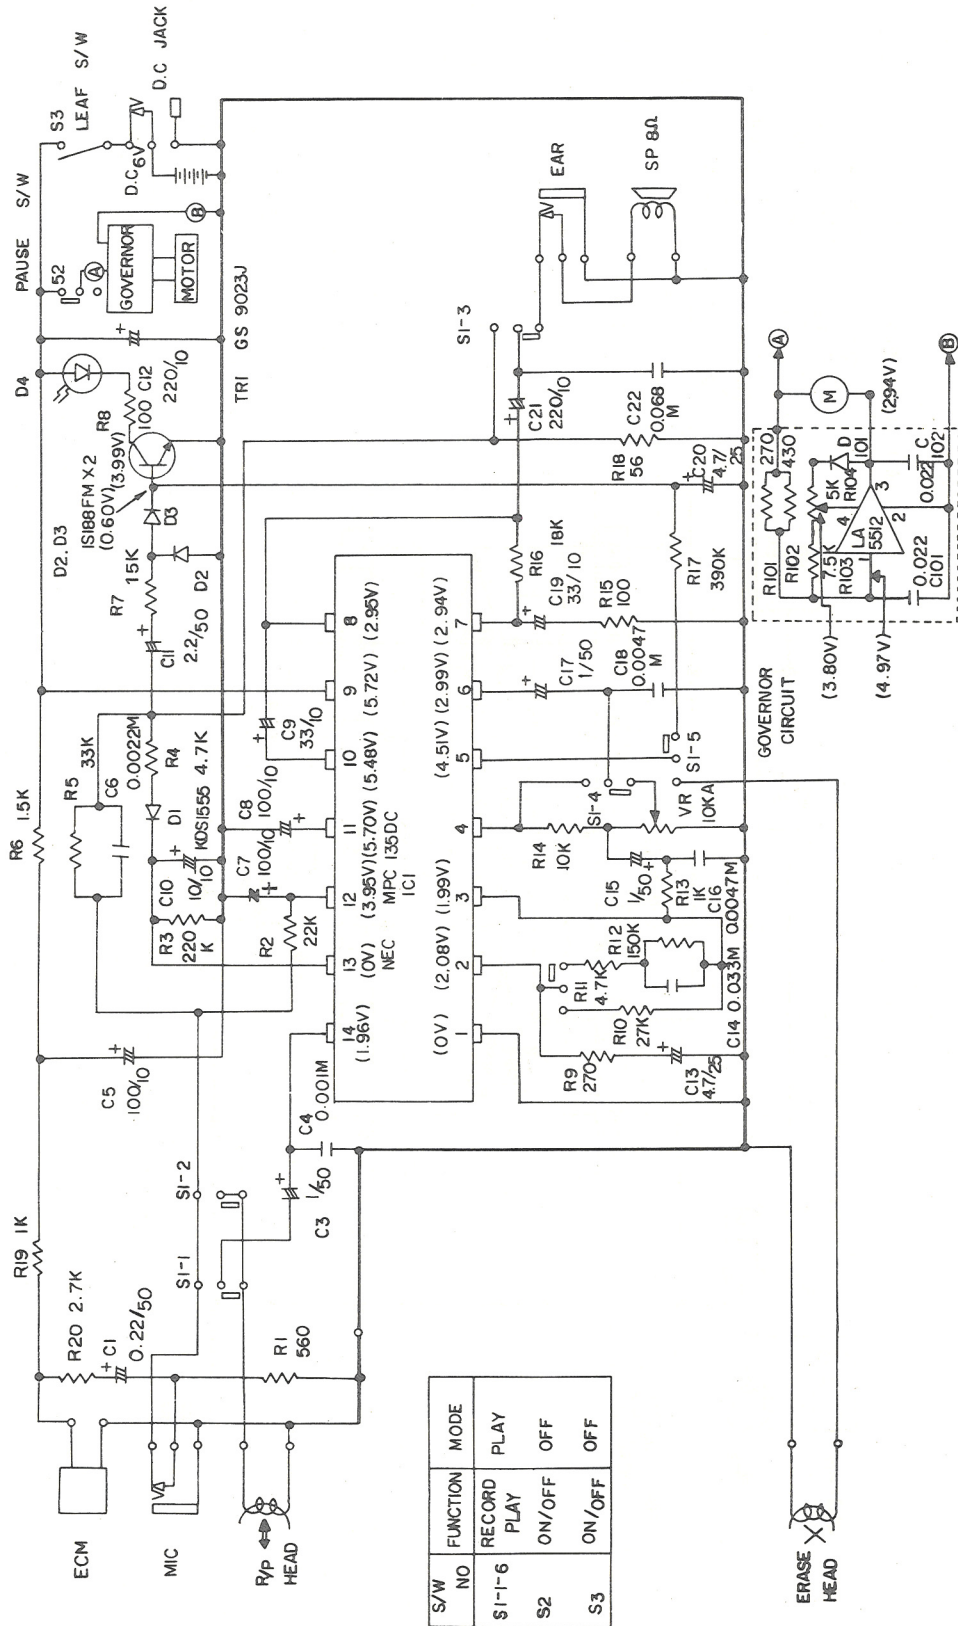 ECM
MIC
R/P
HEAD
R19 1K
R20 2.7K
C1
0.22/50
R1
560
S1-1
S1-2
C3
1/50
C4
0.001M
C5
100/10
R6 1.5K
R5
33K
C6
0.0022M
R4
4.7K
D1
KDS1555
C10
10/10
R3
220
K
R2
22K
C7
100/10
C8
100/10
C9
33/10
C11
2.2/50
R7
15K
D2
D3
D2. D3
IS188FM X 2
(0.60V)
(3.99V)
R8
100
C12
220/10
D4
TR1 GS 9023J
PAUSE S/W
S2
A
GOVERNOR
MOTOR
B
S3
LEAF S/W
D.C 6V
D.C JACK
14
13
12
11
10
9
8
(1.96V)
(0V)
(3.95V)
(5.70V)
(5.48V)
(5.72V)
(2.95V)
NEC
MPC 135DC
IC1
(0V)
(2.08V)
(1.99V)
(4.51V)
(2.99V)
(2.94V)
1
2
3
4
5
6
7
R9
270
C13
4.7/25
R10
27K
R11
4.7K
R12
150K
C14 0.033M
R13
1K
C15
1/50
C16
0.0047M
R14
10K
S1-4
VR
10KA
S1-5
C17
1/50
C18
0.0047
M
C19
33/10
R15
100
R16 18K
R17
390K
R18
56
C20
4.7/
25
C21
220/10
C22
0.068
M
S1-3
EAR
SP 8Ω
GOVERNOR
CIRCUIT
(3.80V)
(4.97V)
R101
270
R102
430
7.5K
R103
5K
R104
D
101
LA
5512
1
2
3
4
0.022
C101
0.022
C
102
M
(2.94V)
A
B
S/W NO FUNCTION MODE
S1-1-6 RECORD PLAY PLAY
S2 ON/OFF OFF
S3 ON/OFF OFF
ERASE
HEAD